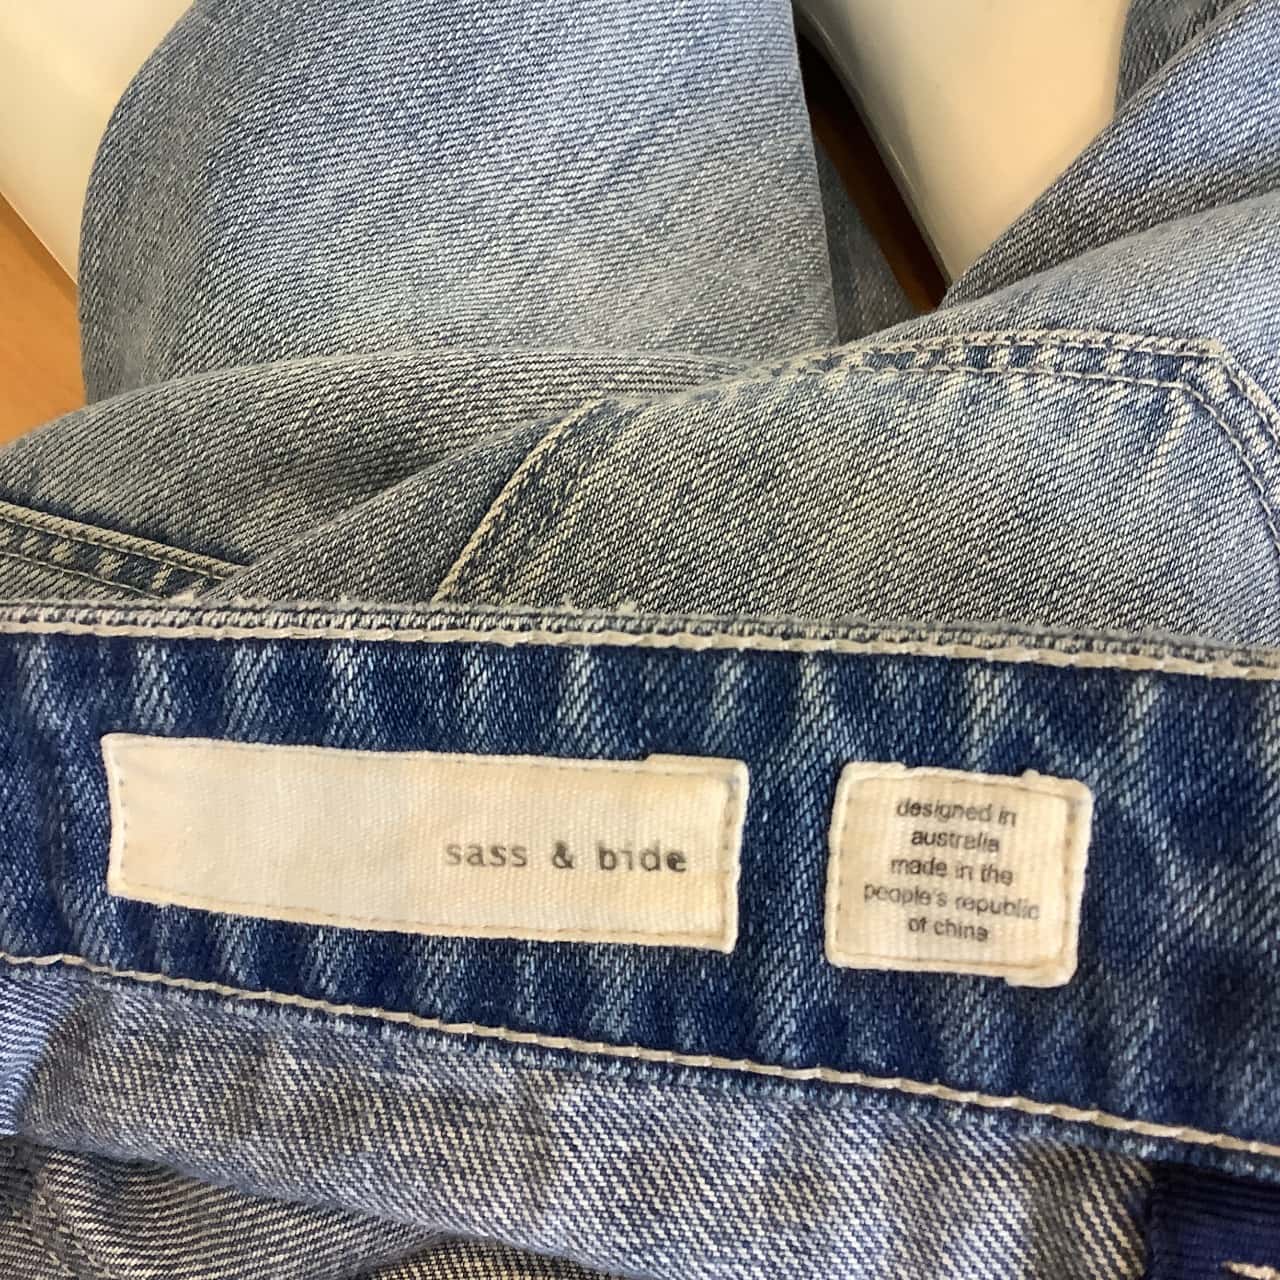 sass & bide
designed in
australia
made in the
people's republic
of china